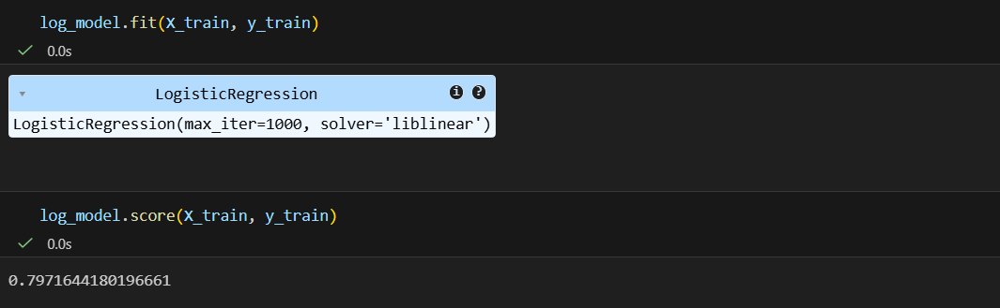 log_model.fit(X_train, y_train)
0.0s
LogisticRegression
LogisticRegression(max_iter=1000, solver='liblinear')
log_model.score(X_train, y_train)
0.0s
0.7971644180196661